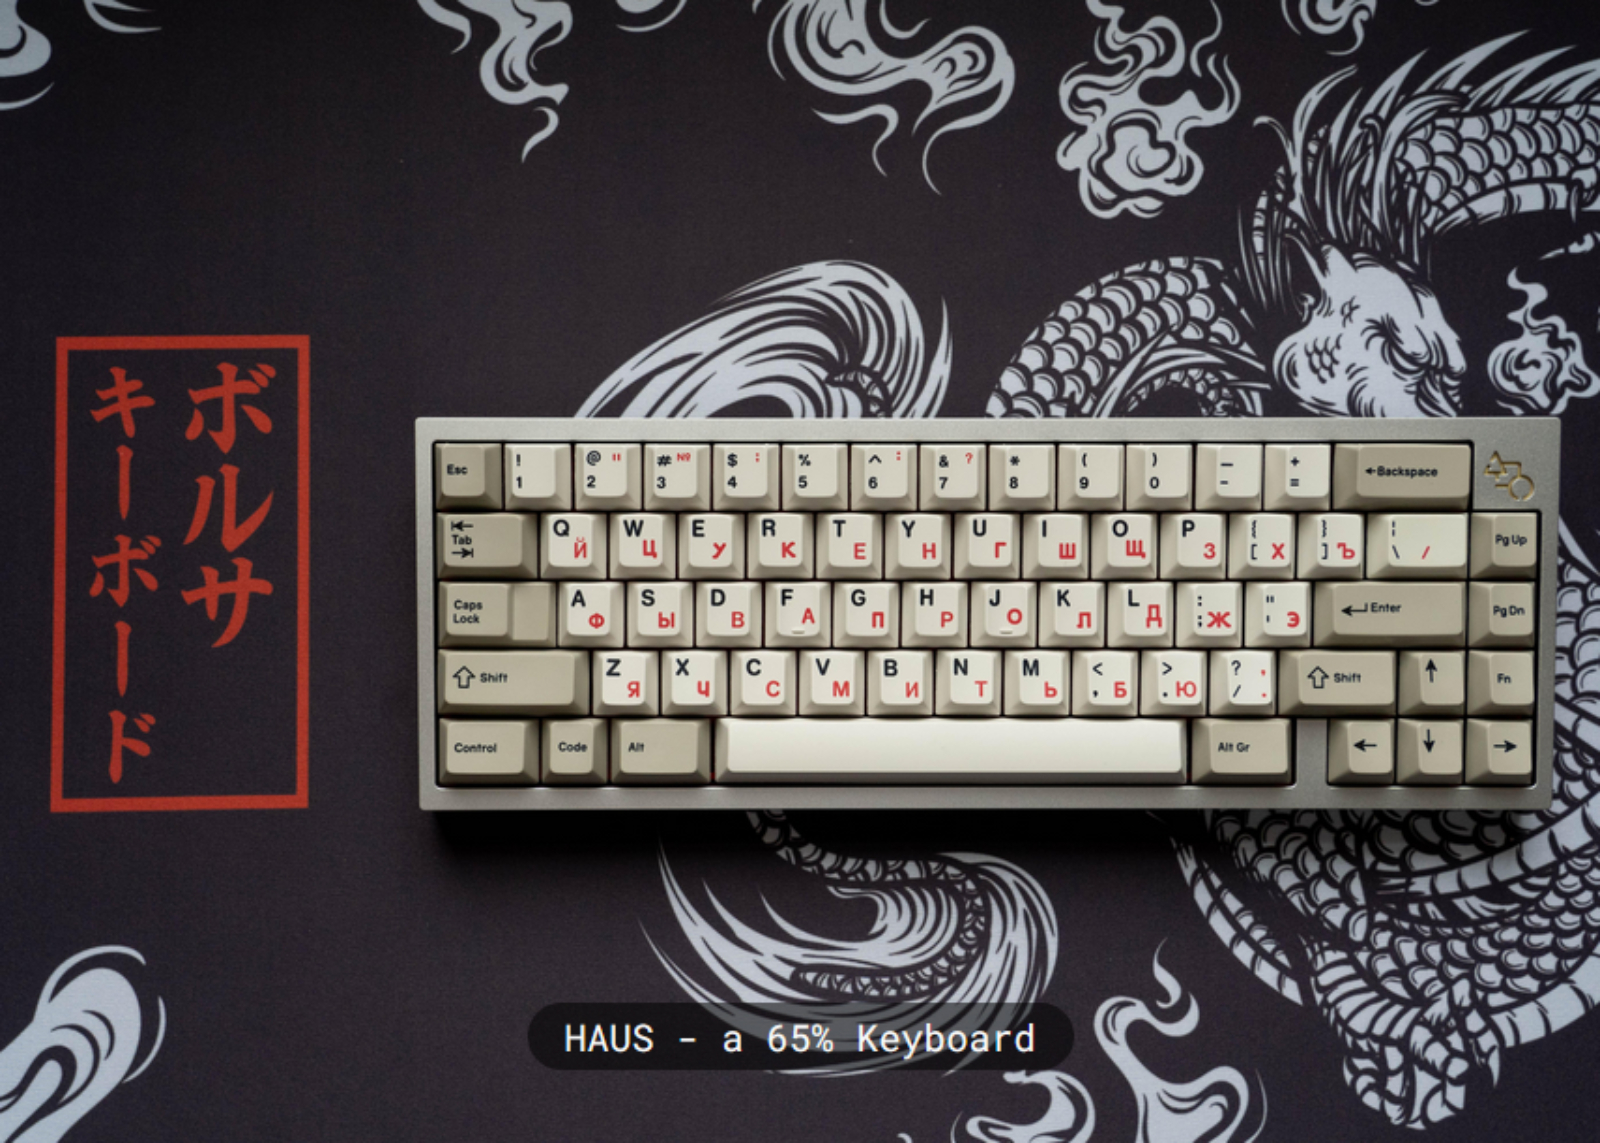 ボルサ
キーボード
Esc ! 1 @ " 2 # № 3 $ ; 4 % 5 ^ : 6 & ? 7 * 8 ( 9 ) 0 _ - + = ←Backspace
Tab Q Й W Ц E У R К T Е Y Н U Г I Ш O Щ P З { [ Х } ] Ъ ¦ \ / Pg Up
Caps Lock A Ф S Ы D В F А G П H Р J О K Л L Д : ; Ж " ' Э Enter Pg Dn
Shift Z Я X Ч C С V М B И N Т M Ь < , Б > . Ю ? / , . Shift ↑ Fn
Control Code Alt Alt Gr ← ↓ →
HAUS - a 65% Keyboard